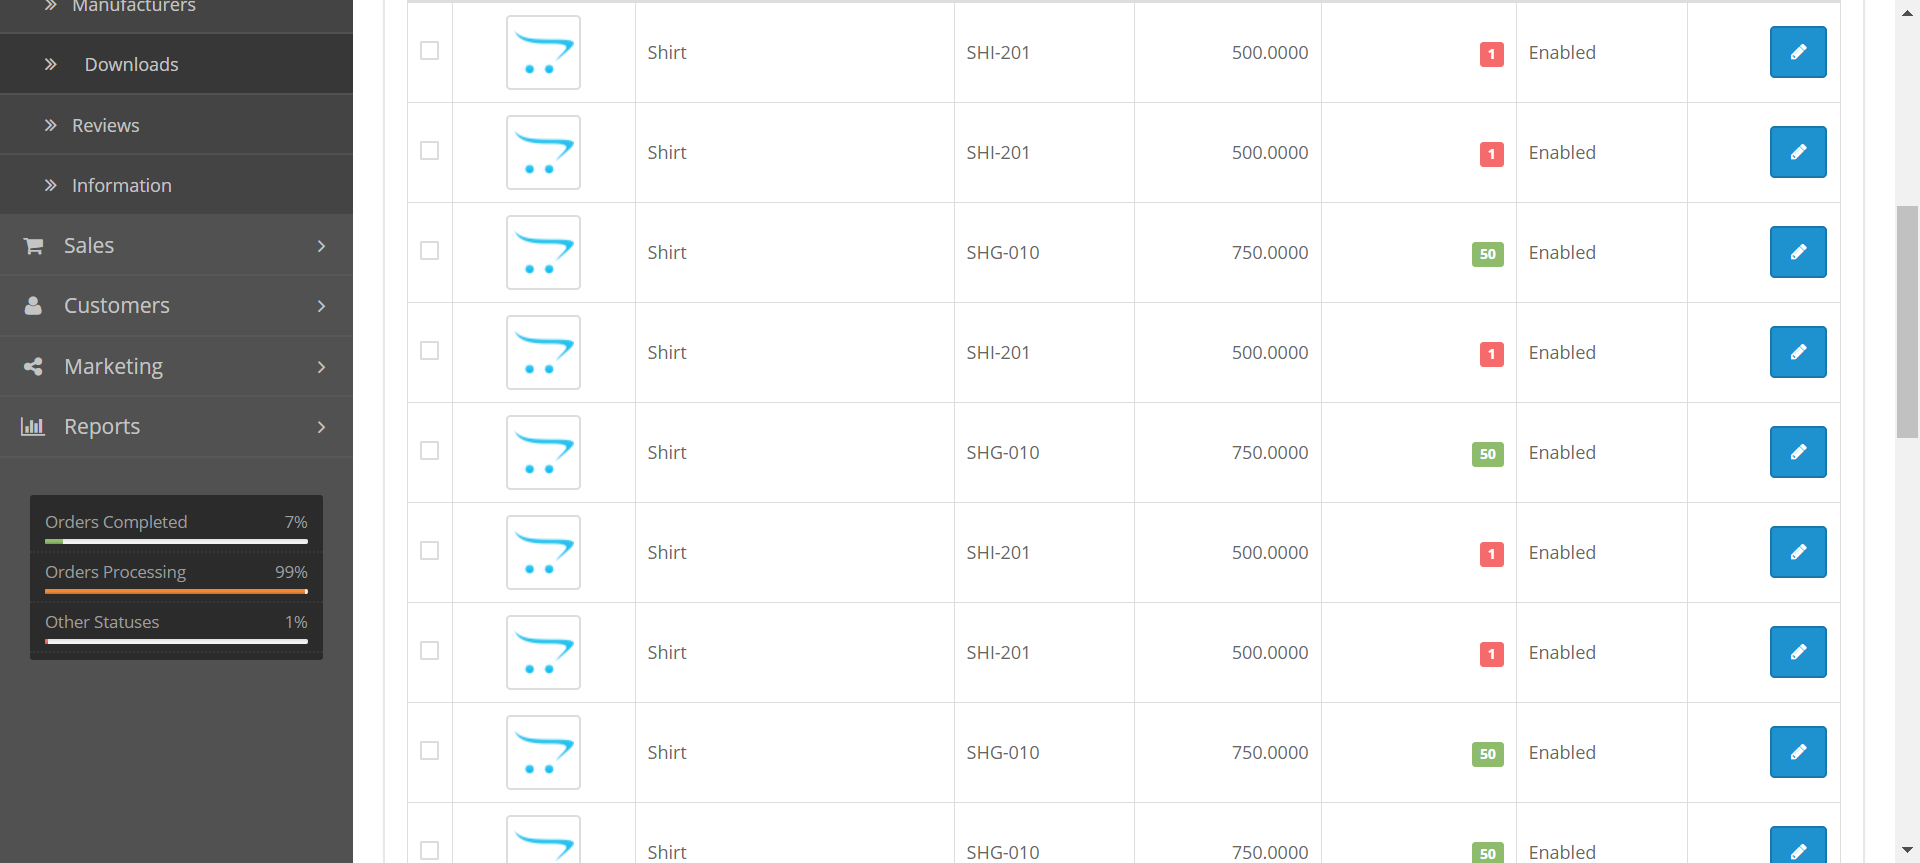 Manufacturers
Downloads
Reviews
Information
Sales
Customers
Marketing
Reports
Orders Completed 7%
Orders Processing 99%
Other Statuses 1%
Shirt SHI-201 500.0000 1 Enabled
Shirt SHI-201 500.0000 1 Enabled
Shirt SHG-010 750.0000 50 Enabled
Shirt SHI-201 500.0000 1 Enabled
Shirt SHG-010 750.0000 50 Enabled
Shirt SHI-201 500.0000 1 Enabled
Shirt SHI-201 500.0000 1 Enabled
Shirt SHG-010 750.0000 50 Enabled
Shirt SHG-010 750.0000 50 Enabled